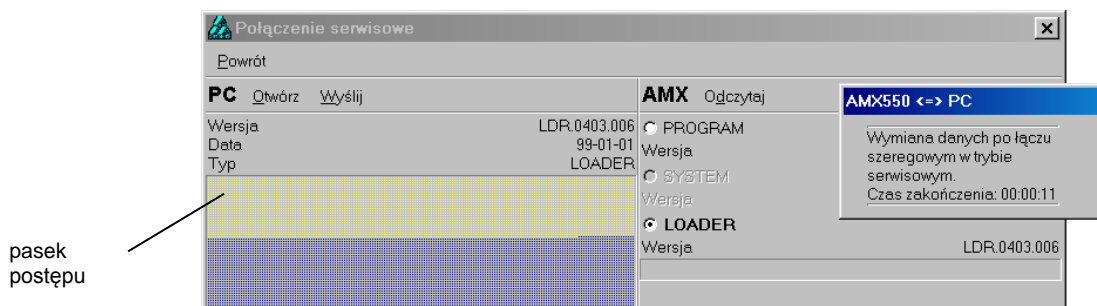 Połączenie serwisowe
Powrót
PC Otwórz Wyślij
Wersja LDR.0403.006
Data 99-01-01
Typ LOADER
AMX Odczytaj
PROGRAM
Wersja
SYSTEM
Wersja
LOADER
Wersja LDR.0403.006
AMX550 <=> PC
Wymiana danych po łączu
szeregowym w trybie
serwisowym.
Czas zakończenia: 00:00:11
pasek
postępu